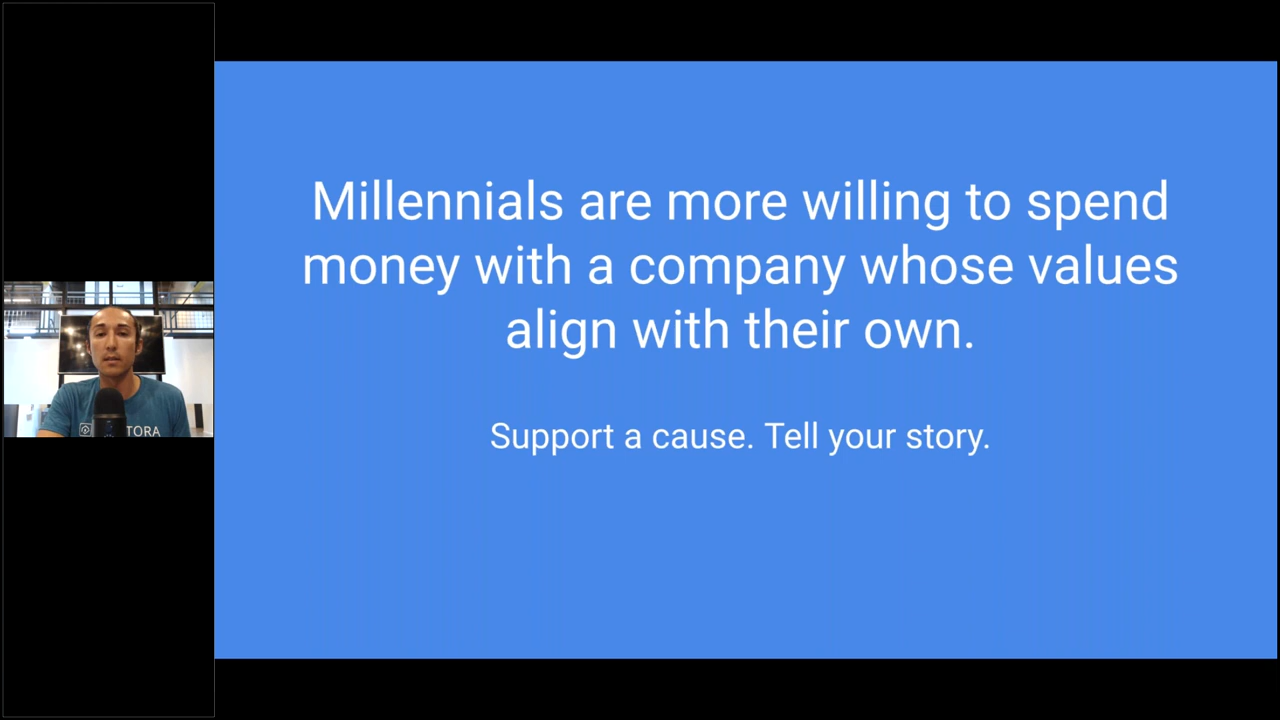 Millennials are more willing to spend
money with a company whose values
align with their own.
Support a cause. Tell your story.
TORA